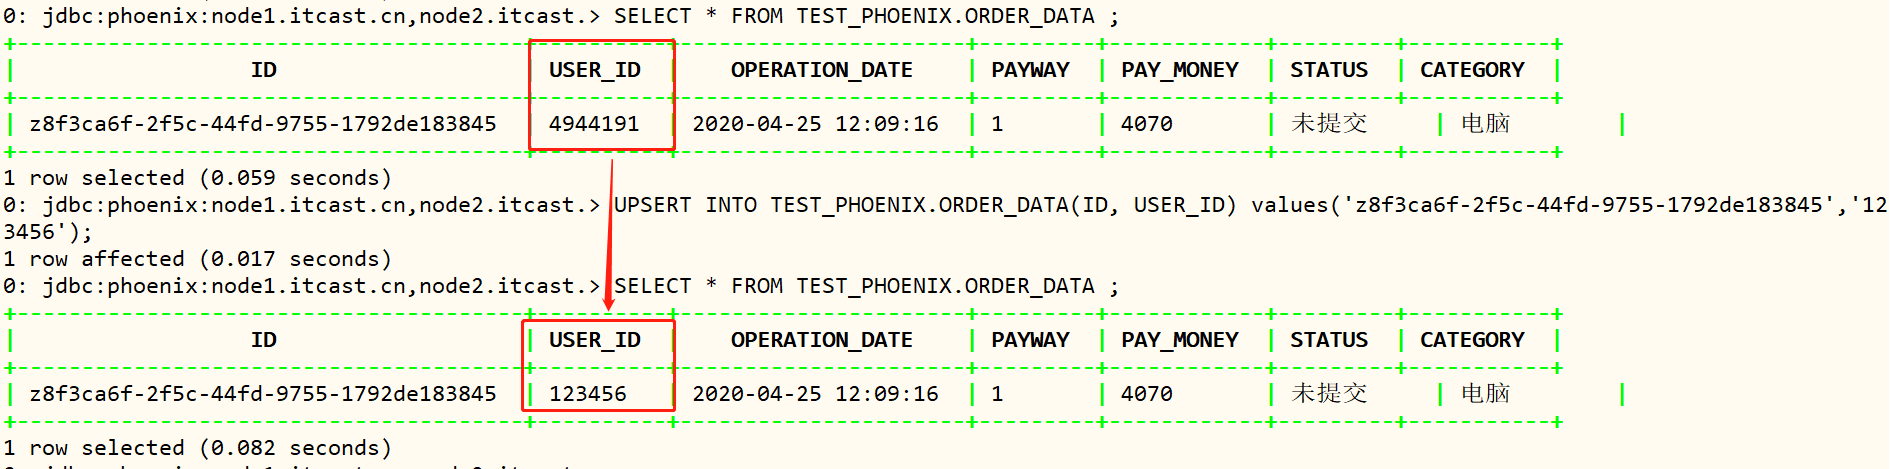 0: jdbc:phoenix:node1.itcast.cn,node2.itcast.> SELECT * FROM TEST_PHOENIX.ORDER_DATA ;
| ID | USER_ID | OPERATION_DATE | PAYWAY | PAY_MONEY | STATUS | CATEGORY |
| z8f3ca6f-2f5c-44fd-9755-1792de183845 | 4944191 | 2020-04-25 12:09:16 | 1 | 4070 | 未提交 | 电脑 |
1 row selected (0.059 seconds)
0: jdbc:phoenix:node1.itcast.cn,node2.itcast.> UPSERT INTO TEST_PHOENIX.ORDER_DATA(ID, USER_ID) values('z8f3ca6f-2f5c-44fd-9755-1792de183845','12
3456');
1 row affected (0.017 seconds)
0: jdbc:phoenix:node1.itcast.cn,node2.itcast.> SELECT * FROM TEST_PHOENIX.ORDER_DATA ;
| ID | USER_ID | OPERATION_DATE | PAYWAY | PAY_MONEY | STATUS | CATEGORY |
| z8f3ca6f-2f5c-44fd-9755-1792de183845 | 123456 | 2020-04-25 12:09:16 | 1 | 4070 | 未提交 | 电脑 |
1 row selected (0.082 seconds)